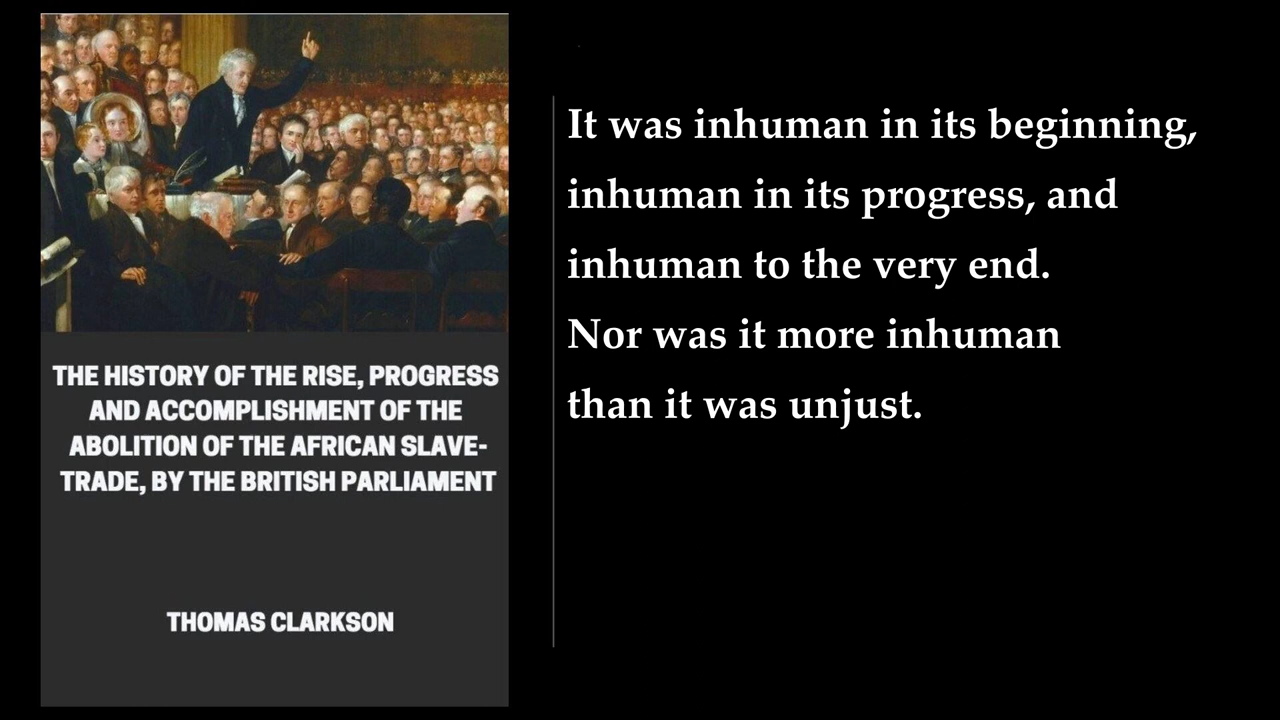 THE HISTORY OF THE RISE, PROGRESS
AND ACCOMPLISHMENT OF THE
ABOLITION OF THE AFRICAN SLAVE-
TRADE, BY THE BRITISH PARLIAMENT
THOMAS CLARKSON
It was inhuman in its beginning,
inhuman in its progress, and
inhuman to the very end.
Nor was it more inhuman
than it was unjust.